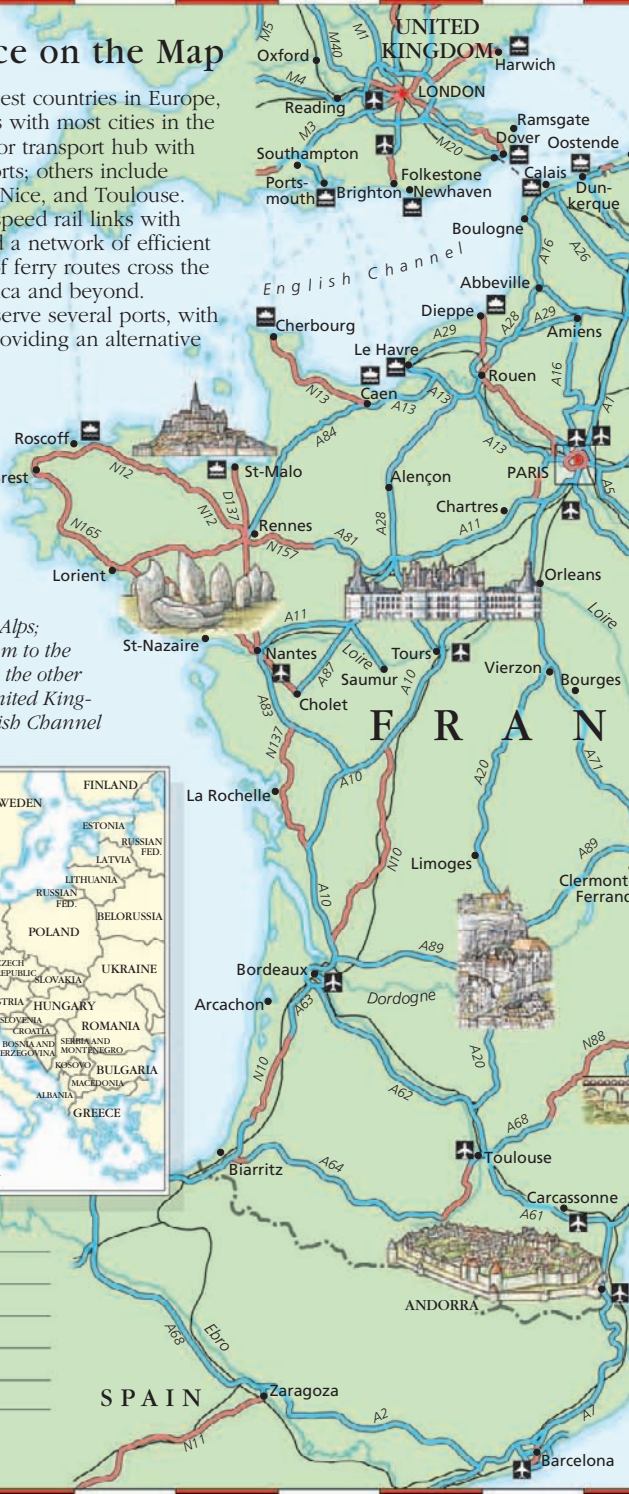 ce on the Map
est countries in Europe,
s with most cities in the
or transport hub with
rts; others include
Nice, and Toulouse.
speed rail links with
d a network of efficient
of ferry routes cross the
ica and beyond.
serve several ports, with
roviding an alternative
M5
M40
M1
UNITED
KINGDOM
Oxford
Harwich
M4
LONDON
Reading
M3
Ramsgate
Dover
Oostende
M20
Southampton
Calais
Ports-
mouth
Brighton
Folkestone
Newhaven
Dun-
kerque
Boulogne
A16
A26
English Channel
Abbeville
Dieppe
A28
A29
Cherbourg
A29
Amiens
Le Havre
Rouen
A16
A1
N13
Caen
A13
A13
A84
A13
Roscoff
rest
N12
St-Malo
PARIS
A5
N12
D137
Alençon
Chartres
N165
Rennes
A28
A11
N157
A81
Lorient
Orleans
Loire
A11
Alps;
m to the
the other
nited King-
ish Channel
St-Nazaire
Nantes
Loire
Tours
Saumur
A87
A10
Vierzon
Bourges
Cholet
A83
FRAN
N137
A71
A10
A20
La Rochelle
N10
Limoges
A89
Clermont
Ferrand
A10
WEDEN
FINLAND
ESTONIA
RUSSIAN
FED.
LATVIA
LITHUANIA
RUSSIAN
FED.
BELORUSSIA
POLAND
CZECH
REPUBLIC
UKRAINE
SLOVAKIA
STRIA
HUNGARY
SLOVENIA
CROATIA
ROMANIA
BOSNIA AND
ERZEGOVINA
SERBIA AND
MONTENEGRO
KOSOVO
BULGARIA
MACEDONIA
ALBANIA
GREECE
Bordeaux
A89
Arcachon
A63
Dordogne
N10
A62
A20
N88
A68
Toulouse
Biarritz
A64
Carcassonne
A61
ANDORRA
A68
Ebro
SPAIN
Zaragoza
A2
A7
N11
Barcelona